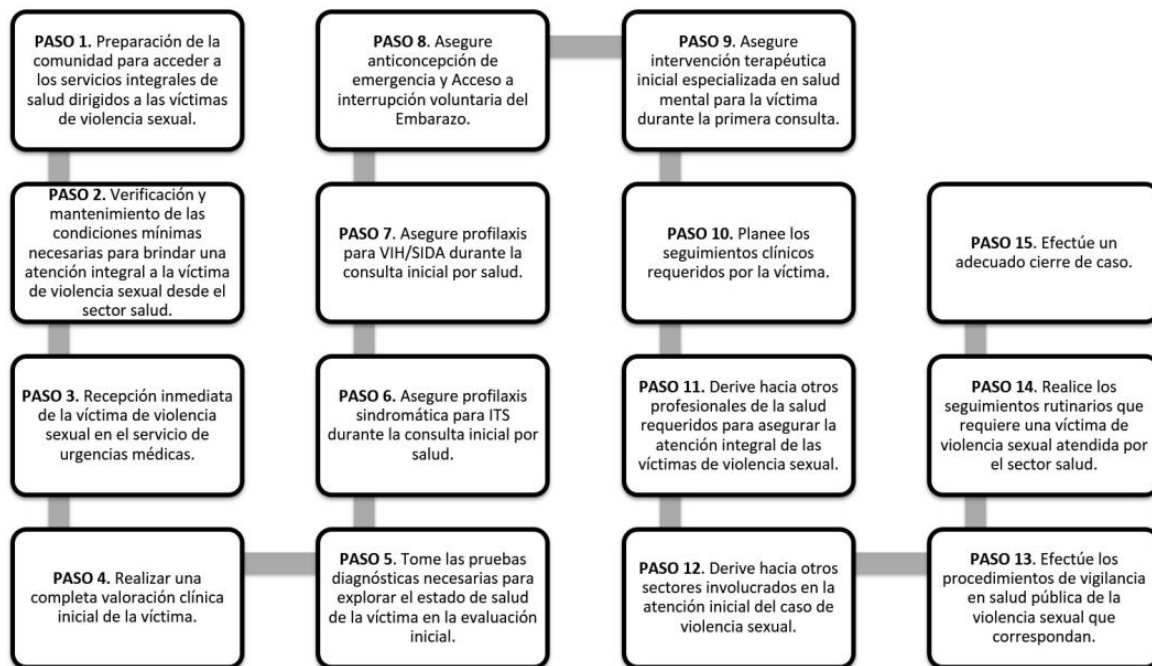 PASO 1. Preparación de la
comunidad para acceder a
los servicios integrales de
salud dirigidos a las víctimas
de violencia sexual.
PASO 2. Verificación y
mantenimiento de las
condiciones mínimas
necesarias para brindar una
atención integral a la víctima
de violencia sexual desde el
sector salud.
PASO 3. Recepción inmediata
de la víctima de violencia
sexual en el servicio de
urgencias médicas.
PASO 4. Realizar una
completa valoración clínica
inicial de la víctima.
PASO 5. Tome las pruebas
diagnósticas necesarias para
explorar el estado de salud
de la víctima en la evaluación
inicial.
PASO 6. Asegure profilaxis
sindromática para ITS
durante la consulta inicial por
salud.
PASO 7. Asegure profilaxis
para VIH/SIDA durante la
consulta inicial por salud.
PASO 8. Asegure
anticoncepción de
emergencia y Acceso a
interrupción voluntaria del
Embarazo.
PASO 9. Asegure
intervención terapéutica
inicial especializada en salud
mental para la víctima
durante la primera consulta.
PASO 10. Planee los
seguimientos clínicos
requeridos por la víctima.
PASO 11. Derive hacia otros
profesionales de la salud
requeridos para asegurar la
atención integral de las
víctimas de violencia sexual.
PASO 12. Derive hacia otros
sectores involucrados en la
atención inicial del caso de
violencia sexual.
PASO 13. Efectúe los
procedimientos de vigilancia
en salud pública de la
violencia sexual que
correspondan.
PASO 14. Realice los
seguimientos rutinarios que
requiere una víctima de
violencia sexual atendida por
el sector salud.
PASO 15. Efectúe un
adecuado cierre de caso.